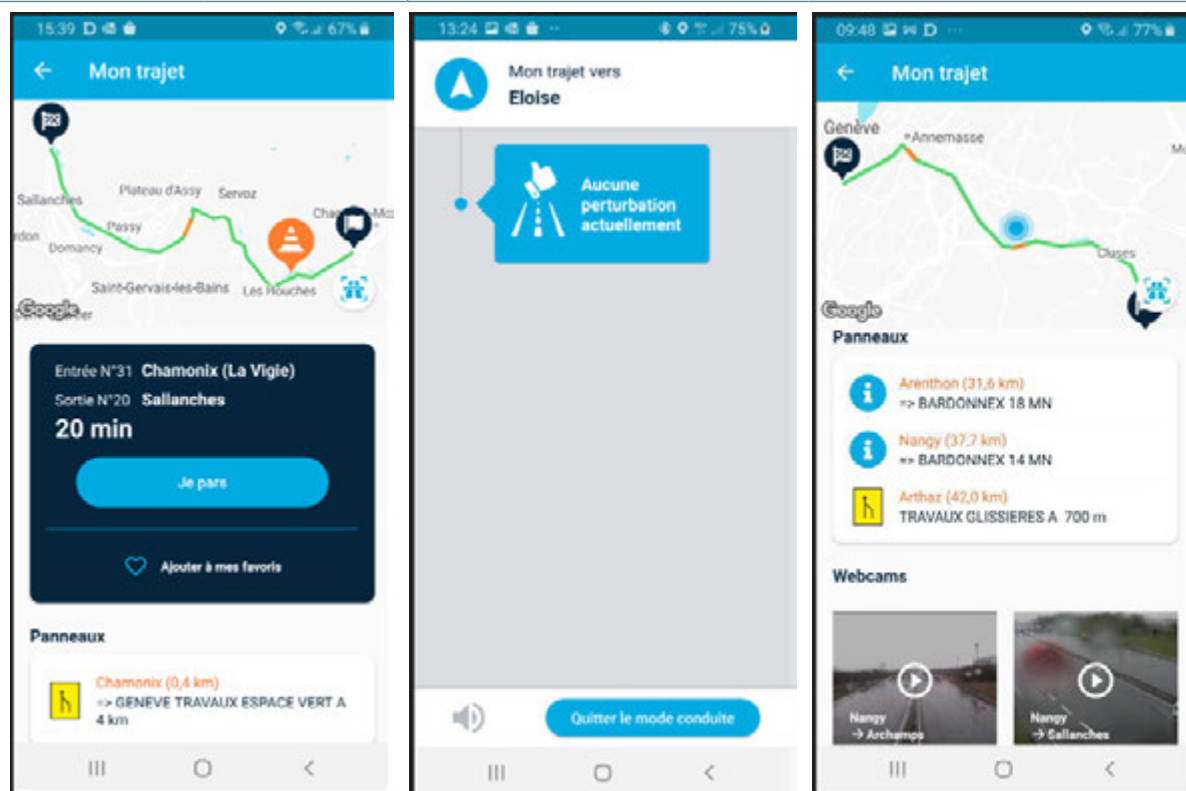 15:39
67%
Mon trajet
Sallanches
Plateau d'Assy
Servoz
Passy
Domancy
Saint-Gervais-les-Bains
Les Houches
Google
Entrée N°31 Chamonix (La Vigie)
Sortie N°20 Sallanches
20 min
Je pars
Ajouter à mes favoris
Panneaux
Chamonix (0,4 km)
=> GENEVE TRAVAUX ESPACE VERT A
4 km
13:24
75%
Mon trajet vers
Eloise
Aucune
perturbation
actuellement
Quitter le mode conduite
09:48
77%
Mon trajet
Genève
Annemasse
Cluses
Google
Panneaux
Arenthon (31,6 km)
=> BARDONNEX 18 MN
Nangy (37,7 km)
=> BARDONNEX 14 MN
Arthaz (42,0 km)
TRAVAUX GLISSIERES A 700 m
Webcams
Nangy
→ Archamps
Nangy
→ Sallanches